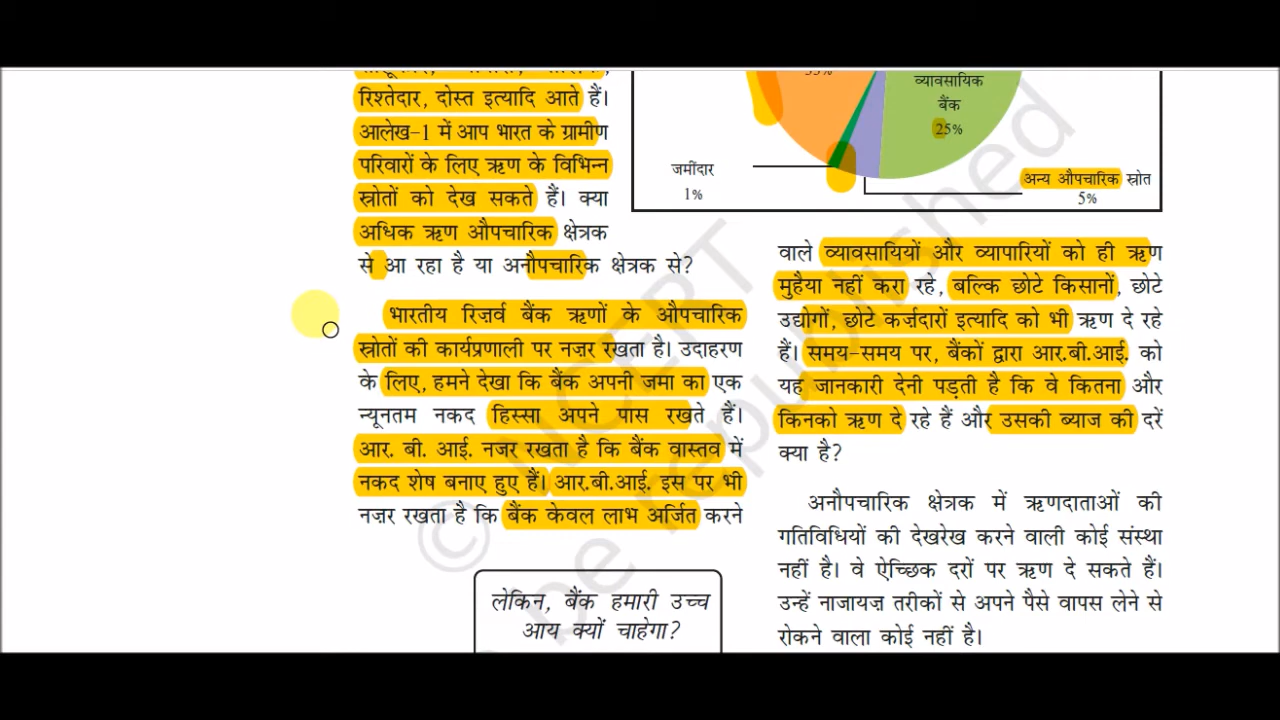 रिश्तेदार, दोस्त इत्यादि आते हैं।
आलेख-1 में आप भारत के ग्रामीण
परिवारों के लिए ऋण के विभिन्न
स्रोतों को देख सकते हैं। क्या
अधिक ऋण औपचारिक क्षेत्रक
से आ रहा है या अनौपचारिक क्षेत्रक से?
भारतीय रिज़र्व बैंक ऋणों के औपचारिक
स्रोतों की कार्यप्रणाली पर नज़र रखता है। उदाहरण
के लिए, हमने देखा कि बैंक अपनी जमा का एक
न्यूनतम नकद हिस्सा अपने पास रखते हैं।
आर. बी. आई. नजर रखता है कि बैंक वास्तव में
नकद शेष बनाए हुए हैं। आर.बी.आई. इस पर भी
नजर रखता है कि बैंक केवल लाभ अर्जित करने
लेकिन, बैंक हमारी उच्च
आय क्यों चाहेगा?
व्यावसायिक
बैंक
25%
जमींदार
1%
अन्य औपचारिक स्रोत
5%
वाले व्यावसायियों और व्यापारियों को ही ऋण
मुहैया नहीं करा रहे, बल्कि छोटे किसानों, छोटे
उद्योगों, छोटे कर्ज़दारों इत्यादि को भी ऋण दे रहे
हैं। समय-समय पर, बैंकों द्वारा आर.बी.आई. को
यह जानकारी देनी पड़ती है कि वे कितना और
किनको ऋण दे रहे हैं और उसकी ब्याज की दरें
क्या है?
अनौपचारिक क्षेत्रक में ऋणदाताओं की
गतिविधियों की देखरेख करने वाली कोई संस्था
नहीं है। वे ऐच्छिक दरों पर ऋण दे सकते हैं।
उन्हें नाजायज तरीकों से अपने पैसे वापस लेने से
रोकने वाला कोई नहीं है।
© NCERT
be republished